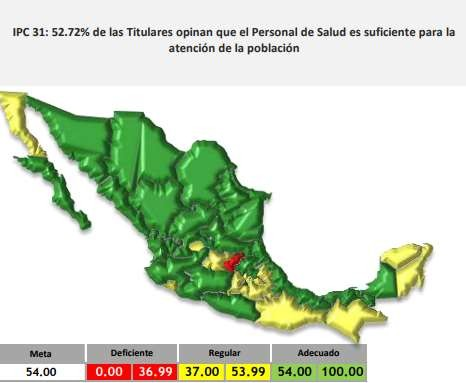 IPC 31: 52.72% de las Titulares opinan que el Personal de Salud es suficiente para la
atención de la población
Meta Deficiente Regular Adecuado
54.00 0.00 36.99 37.00 53.99 54.00 100.00